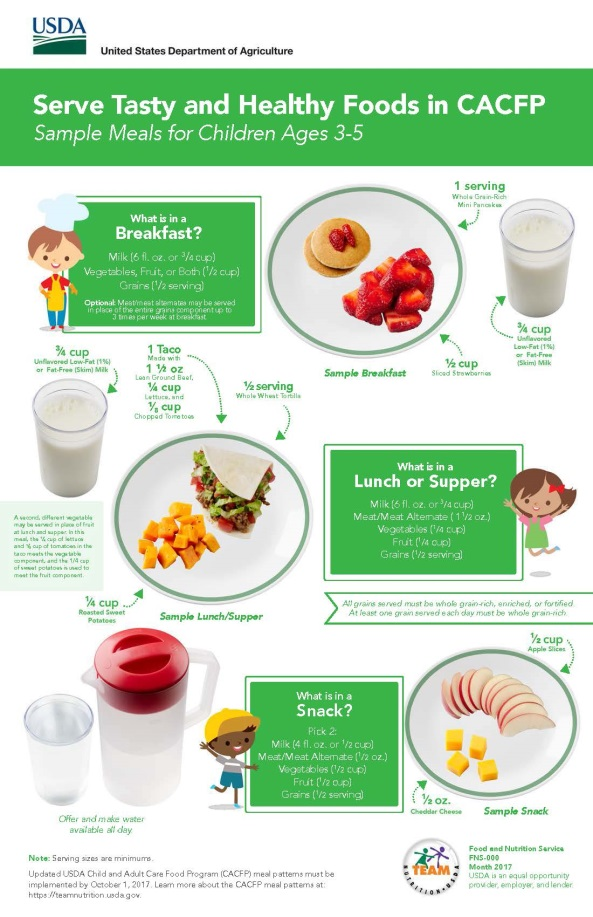 USDA
United States Department of Agriculture
Serve Tasty and Healthy Foods in CACFP
Sample Meals for Children Ages 3-5
What is in a
Breakfast?
Milk (6 fl. oz. or 3/4 cup)
Vegetables, Fruit, or Both (1/2 cup)
Grains (1/2 serving)
Optional: Meat/meat alternates may be served
in place of the entire grains component up to
3 times per week at breakfast.
1 serving
Whole Grain-Rich
Mini Pancakes
¾ cup
Unflavored
Low-Fat (1%)
or Fat-Free
(Skim) Milk
½ cup
Sliced Strawberries
Sample Breakfast
¾ cup
Unflavored Low-Fat (1%)
or Fat-Free (Skim) Milk
1 Taco
Made with
1 ½ oz
Lean Ground Beef,
¼ cup
Lettuce, and
⅛ cup
Chopped Tomatoes
½ serving
Whole Wheat Tortilla
What is in a
Lunch or Supper?
Milk (6 fl. oz. or 3/4 cup)
Meat/Meat Alternate (1 1/2 oz.)
Vegetables (1/4 cup)
Fruit (1/4 cup)
Grains (1/2 serving)
A second, different vegetable
may be served in place of fruit
at lunch and supper. In this
meal, the ¼ cup of lettuce
and ⅛ cup of tomatoes in the
taco meets the vegetable
component, and the 1/4 cup
of sweet potatoes is used to
meet the fruit component.
¼ cup
Roasted Sweet
Potatoes
Sample Lunch/Supper
All grains served must be whole grain-rich, enriched, or fortified.
At least one grain served each day must be whole grain-rich.
What is in a
Snack?
Pick 2:
Milk (4 fl. oz. or 1/2 cup)
Meat/Meat Alternate (1/2 oz.)
Vegetables (1/2 cup)
Fruit (1/2 cup)
Grains (1/2 serving)
½ cup
Apple Slices
½ oz.
Cheddar Cheese
Sample Snack
Offer and make water
available all day.
Note: Serving sizes are minimums.
Updated USDA Child and Adult Care Food Program (CACFP) meal patterns must be
implemented by October 1, 2017. Learn more about the CACFP meal patterns at:
https://teamnutrition.usda.gov.
TEAM
NUTRITION USDA
Food and Nutrition Service
FNS-000
Month 2017
USDA is an equal opportunity
provider, employer, and lender.